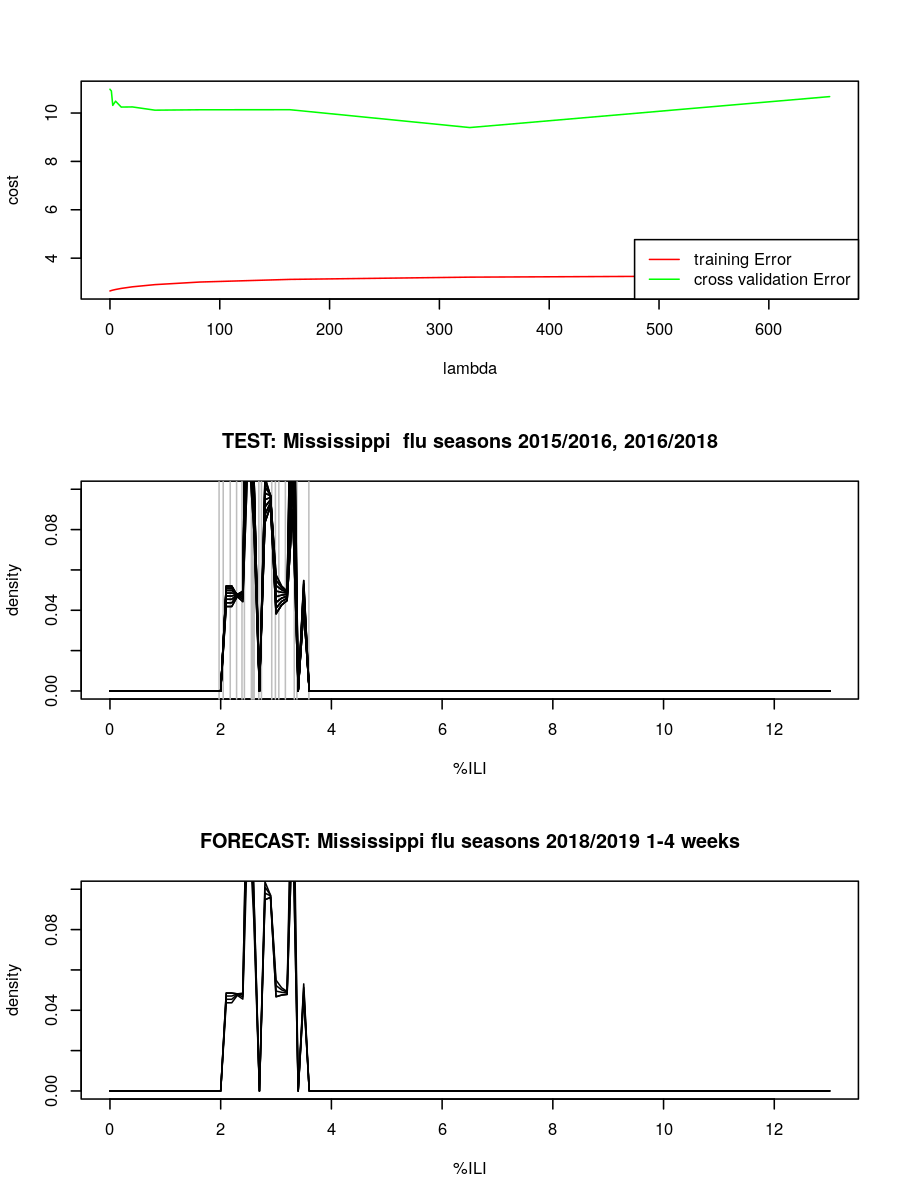 10
8
6
4
cost
training Error
cross validation Error
0 100 200 300 400 500 600
lambda
TEST: Mississippi  flu seasons 2015/2016, 2016/2018
0.08
0.04
0.00
density
0 2 4 6 8 10 12
%ILI
FORECAST: Mississippi flu seasons 2018/2019 1-4 weeks
0.08
0.04
0.00
density
0 2 4 6 8 10 12
%ILI